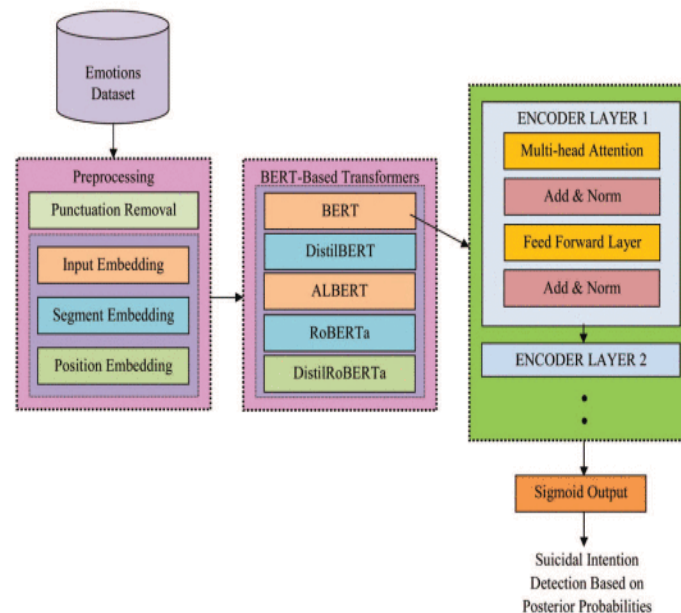 Emotions
Dataset
Preprocessing
Punctuation Removal
Input Embedding
Segment Embedding
Position Embedding
BERT-Based Transformers
BERT
DistilBERT
ALBERT
RoBERTa
DistilRoBERTa
ENCODER LAYER 1
Multi-head Attention
Add & Norm
Feed Forward Layer
Add & Norm
ENCODER LAYER 2
Sigmoid Output
Suicidal Intention
Detection Based on
Posterior Probabilities